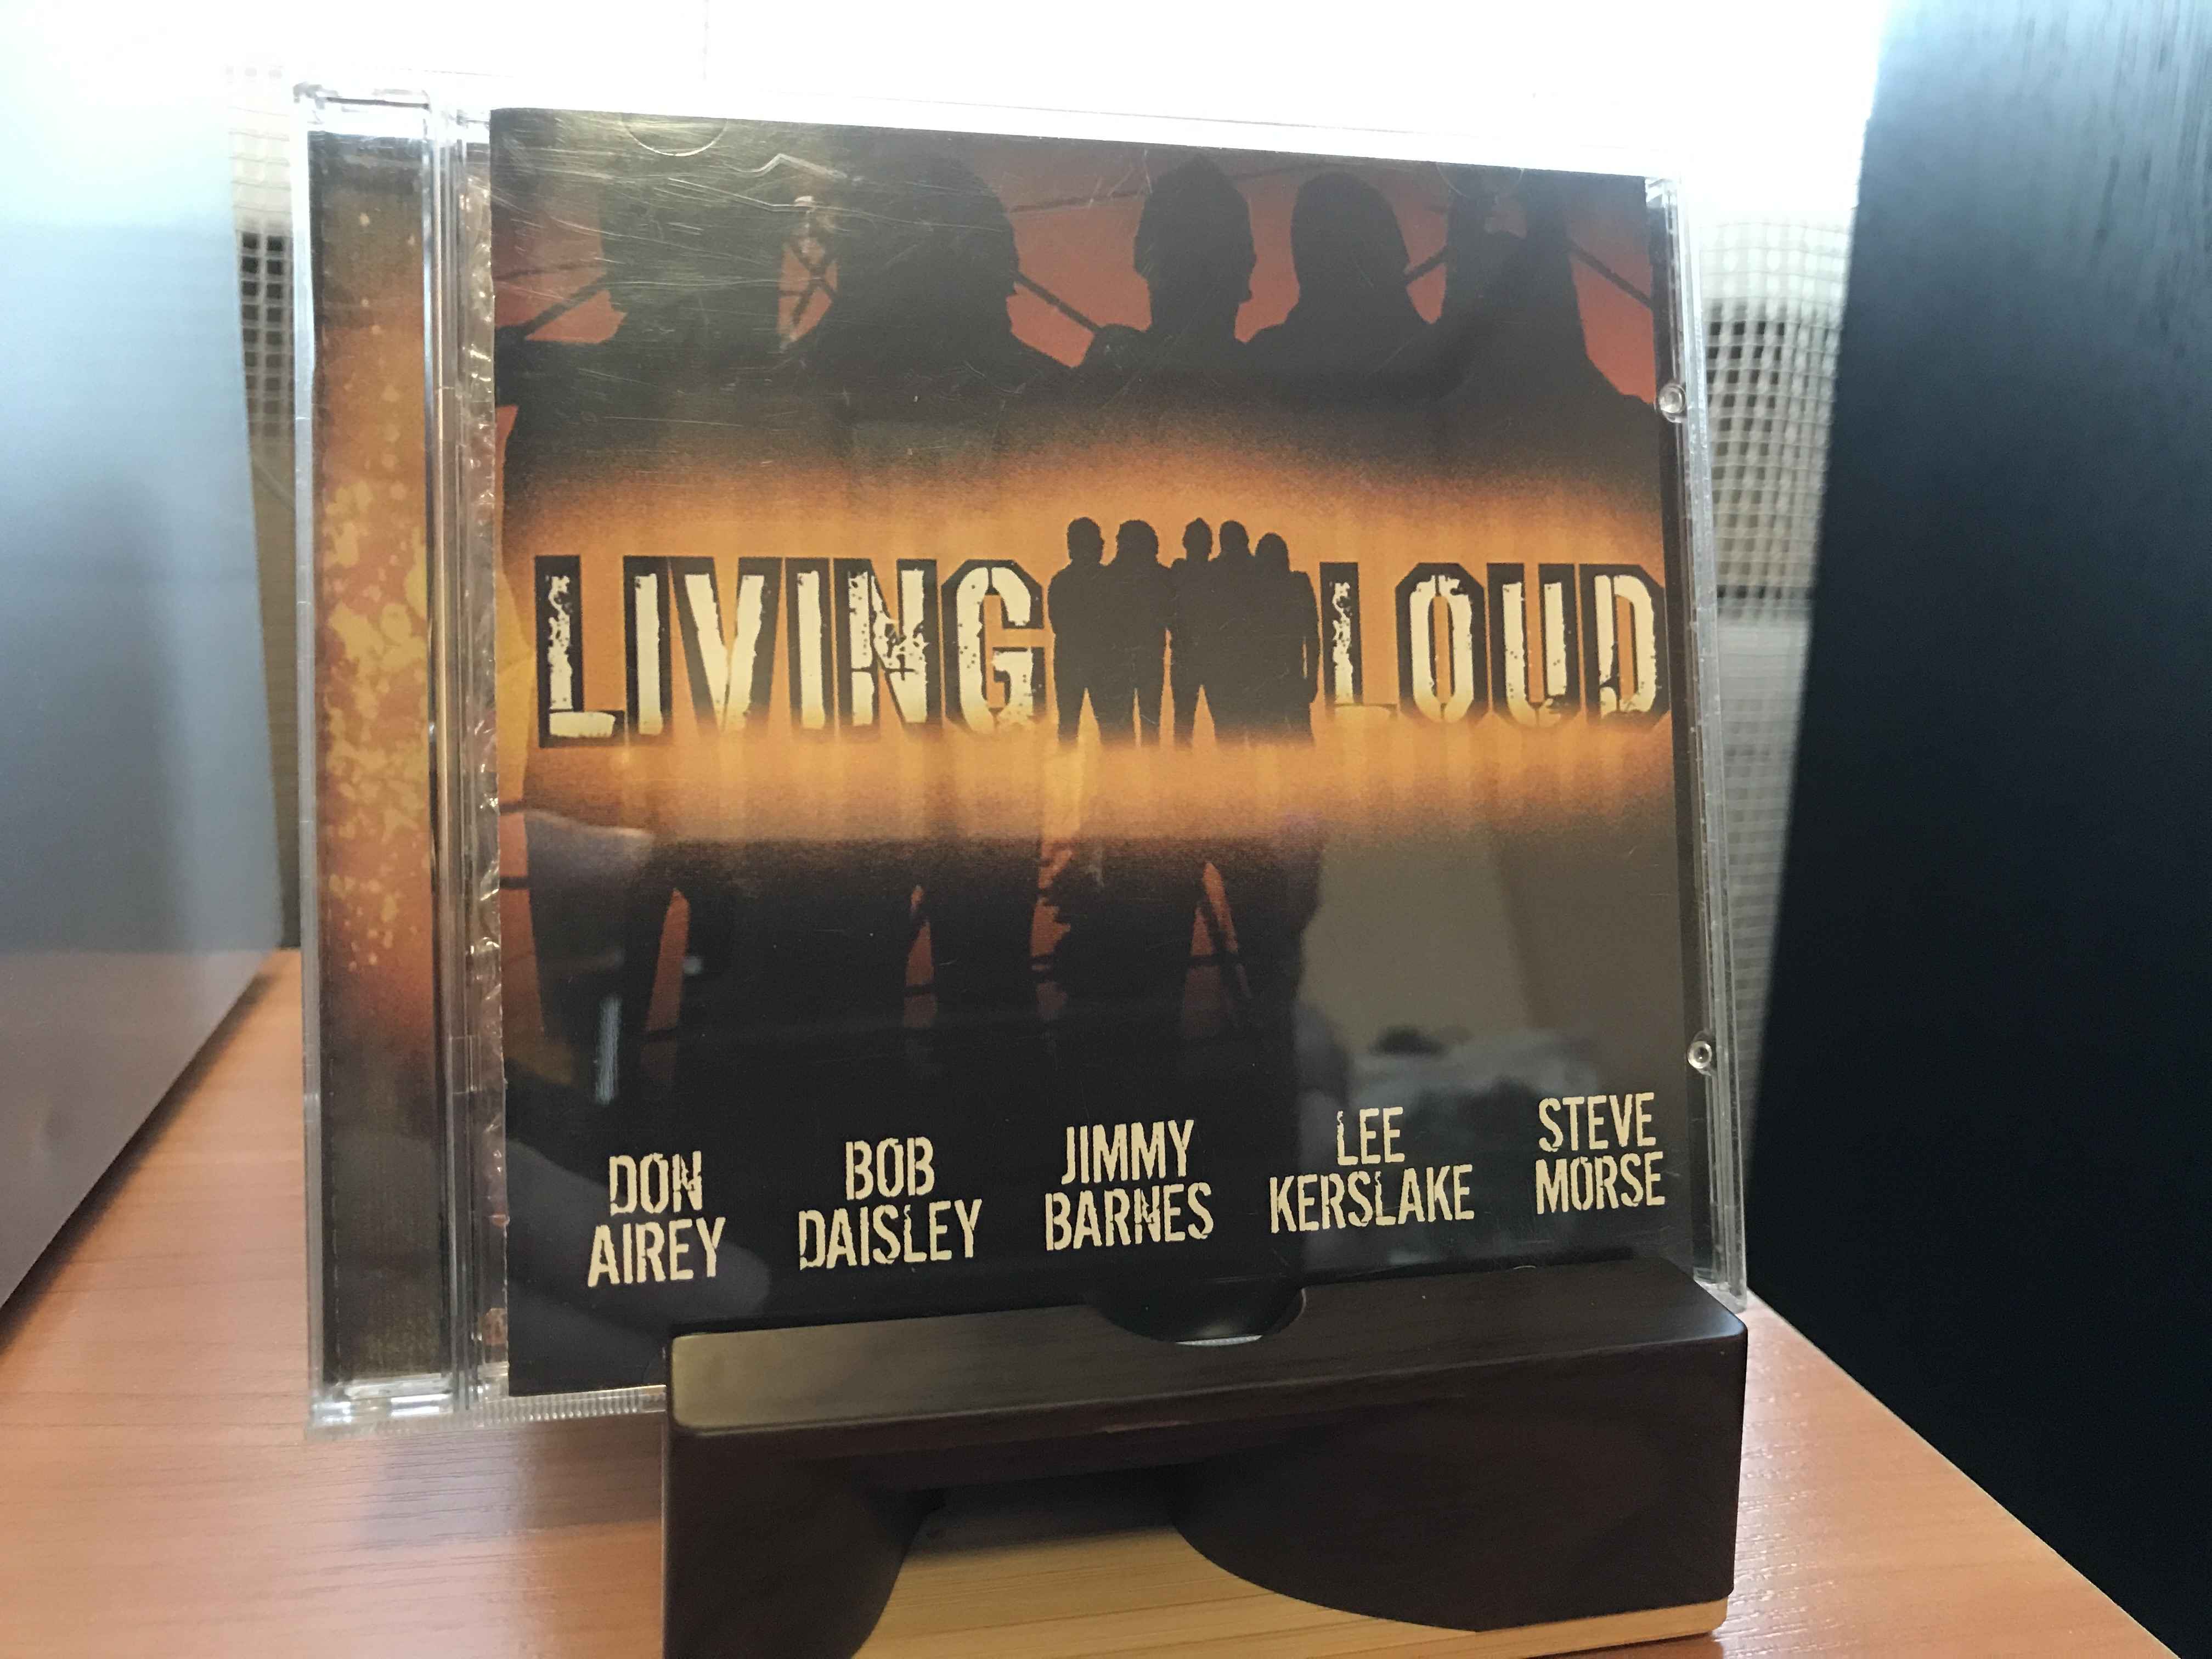 LIVING LOUD
DON
AIREY
BOB
DAISLEY
JIMMY
BARNES
LEE
KERSLAKE
STEVE
MORSE